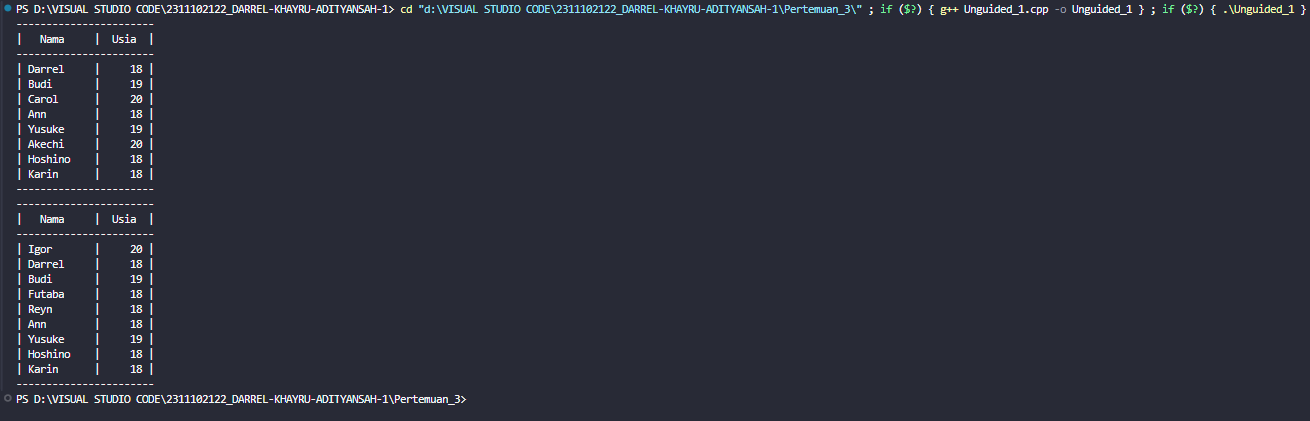 PS D:\VISUAL STUDIO CODE\2311102122_DARREL-KHAYRU-ADITYANSAH-1> cd "d:\VISUAL STUDIO CODE\2311102122_DARREL-KHAYRU-ADITYANSAH-1\Pertemuan_3\" ; if ($?) { g++ Unguided_1.cpp -o Unguided_1 } ; if ($?) { .\Unguided_1 }
-----------------------
|   Nama     |  Usia  |
-----------------------
| Darrel     |     18 |
| Budi       |     19 |
| Carol      |     20 |
| Ann        |     18 |
| Yusuke     |     19 |
| Akechi     |     20 |
| Hoshino    |     18 |
| Karin      |     18 |
-----------------------
-----------------------
|   Nama     |  Usia  |
-----------------------
| Igor       |     20 |
| Darrel     |     18 |
| Budi       |     19 |
| Futaba     |     18 |
| Reyn       |     18 |
| Ann        |     18 |
| Yusuke     |     19 |
| Hoshino    |     18 |
| Karin      |     18 |
-----------------------
PS D:\VISUAL STUDIO CODE\2311102122_DARREL-KHAYRU-ADITYANSAH-1\Pertemuan_3>